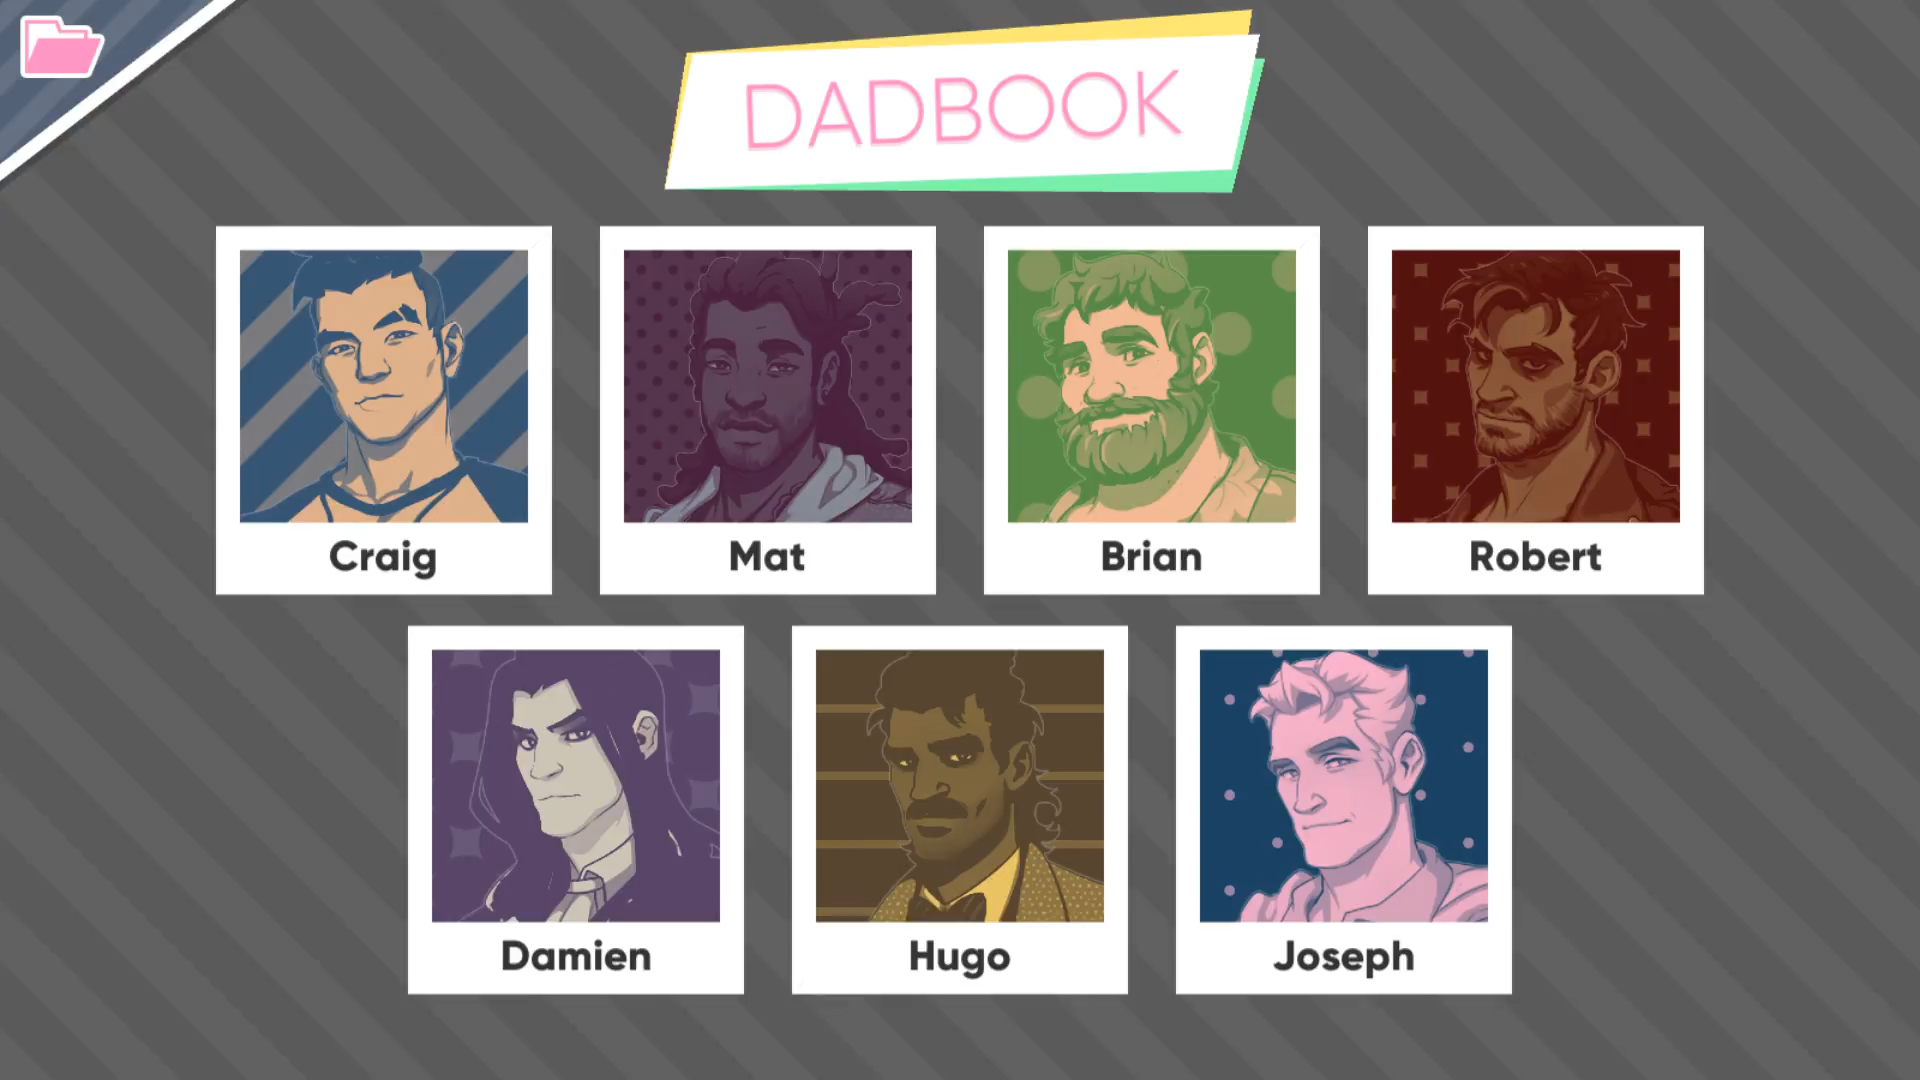 DADBOOK
Craig
Mat
Brian
Robert
Damien
Hugo
Joseph